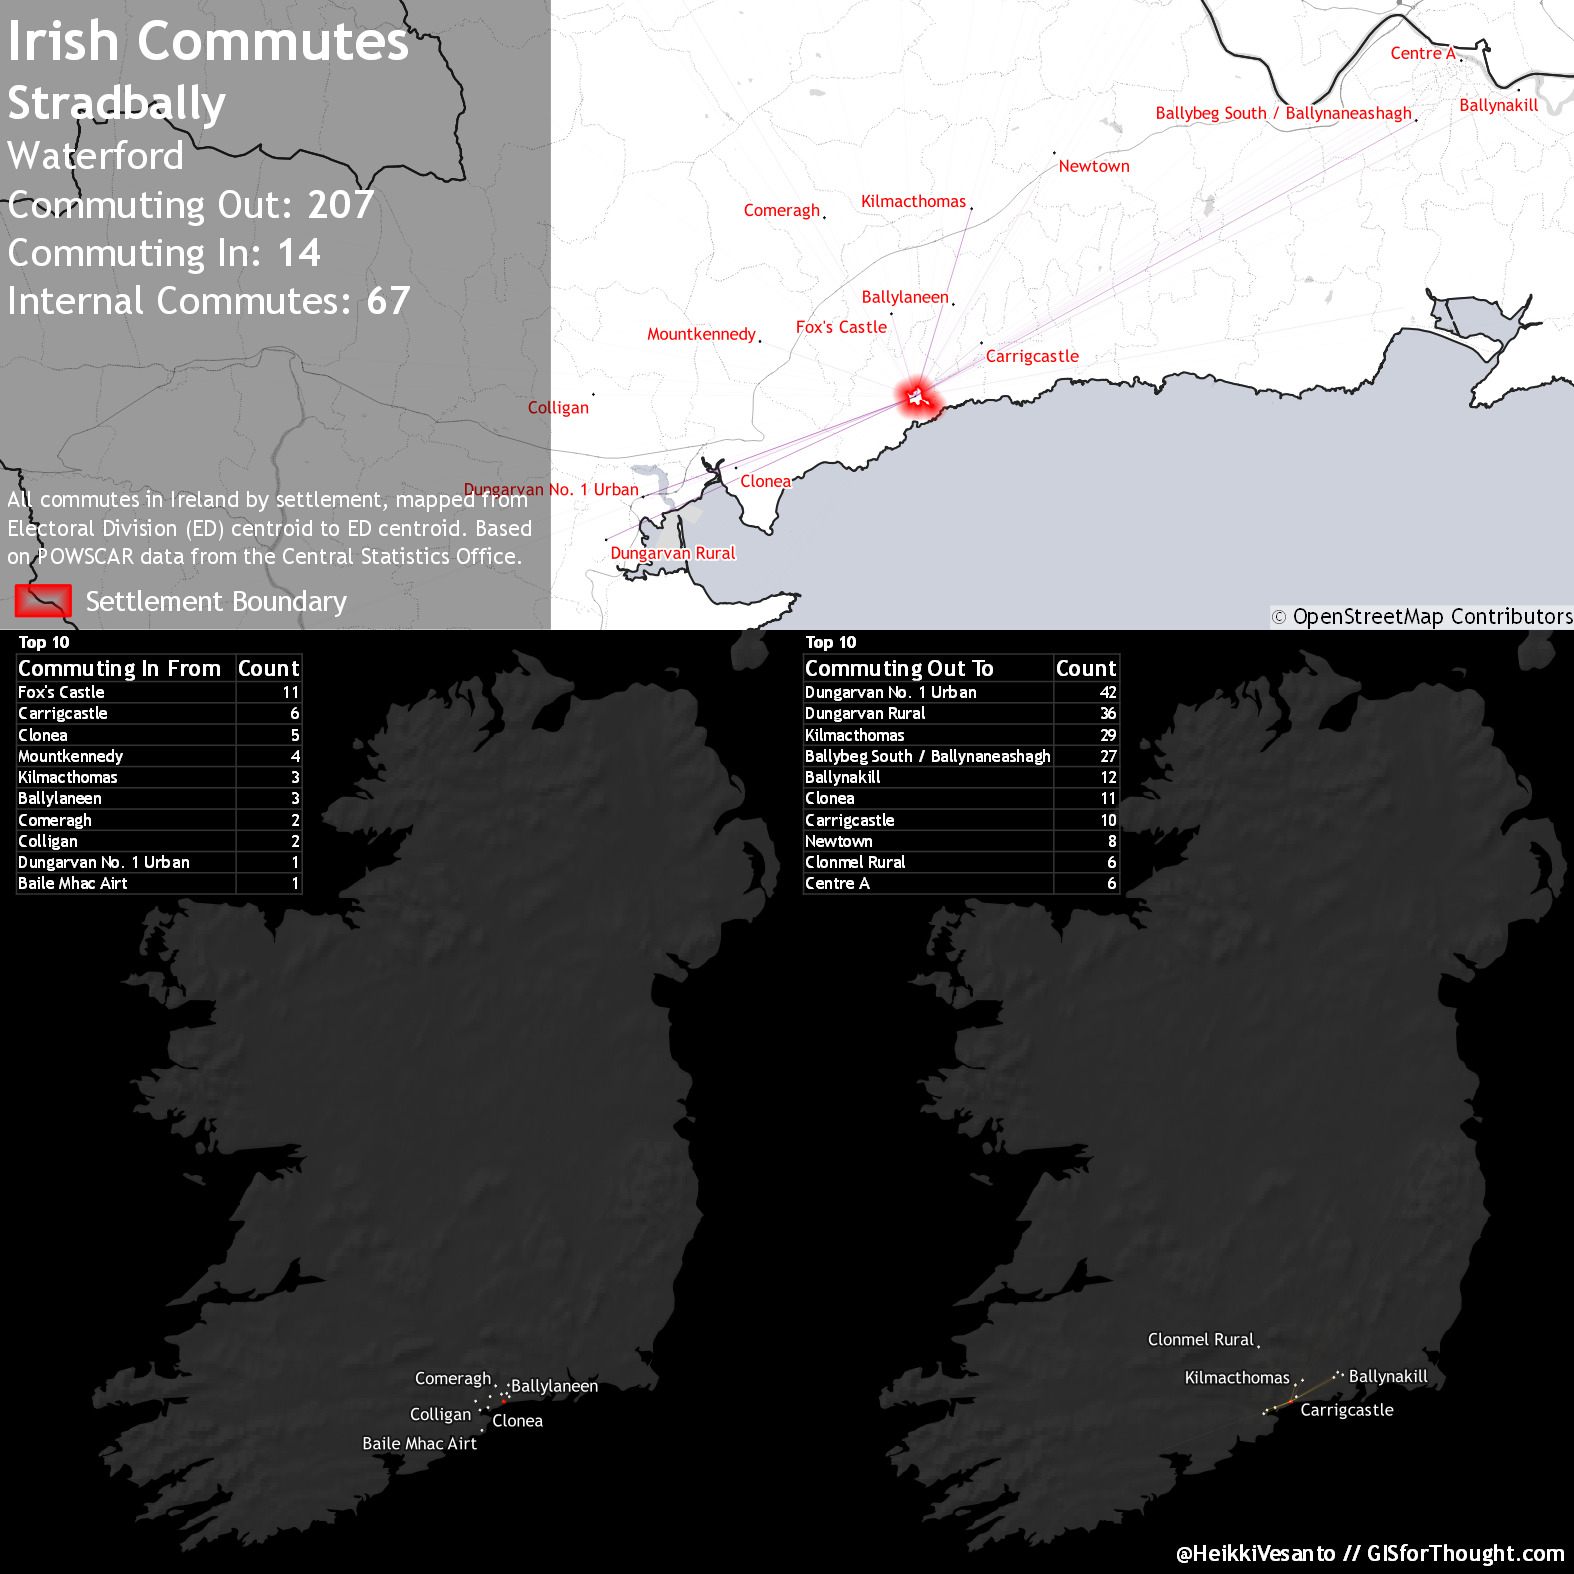 Irish Commutes
Stradbally
Waterford
Commuting Out: 207
Commuting In: 14
Internal Commutes: 67
All commutes in Ireland by settlement, mapped from
Electoral Division (ED) centroid to ED centroid. Based
on POWSCAR data from the Central Statistics Office.
Settlement Boundary
Centre A
Ballynakill
Ballybeg South / Ballynaneashagh
Newtown
Kilmacthomas
Comeragh
Ballylaneen
Fox's Castle
Mountkennedy
Carrigcastle
Colligan
Clonea
Dungarvan No. 1 Urban
Dungarvan Rural
© OpenStreetMap Contributors
Top 10
Commuting In From Count
Fox's Castle 11
Carrigcastle 6
Clonea 5
Mountkennedy 4
Kilmacthomas 3
Ballylaneen 3
Comeragh 2
Colligan 2
Dungarvan No. 1 Urban 1
Baile Mhac Airt 1
Comeragh
Ballylaneen
Colligan
Clonea
Baile Mhac Airt
Top 10
Commuting Out To Count
Dungarvan No. 1 Urban 42
Dungarvan Rural 36
Kilmacthomas 29
Ballybeg South / Ballynaneashagh 27
Ballynakill 12
Clonea 11
Carrigcastle 10
Newtown 8
Clonmel Rural 6
Centre A 6
Clonmel Rural
Kilmacthomas
Ballynakill
Carrigcastle
@HeikkiVesanto // GISforThought.com